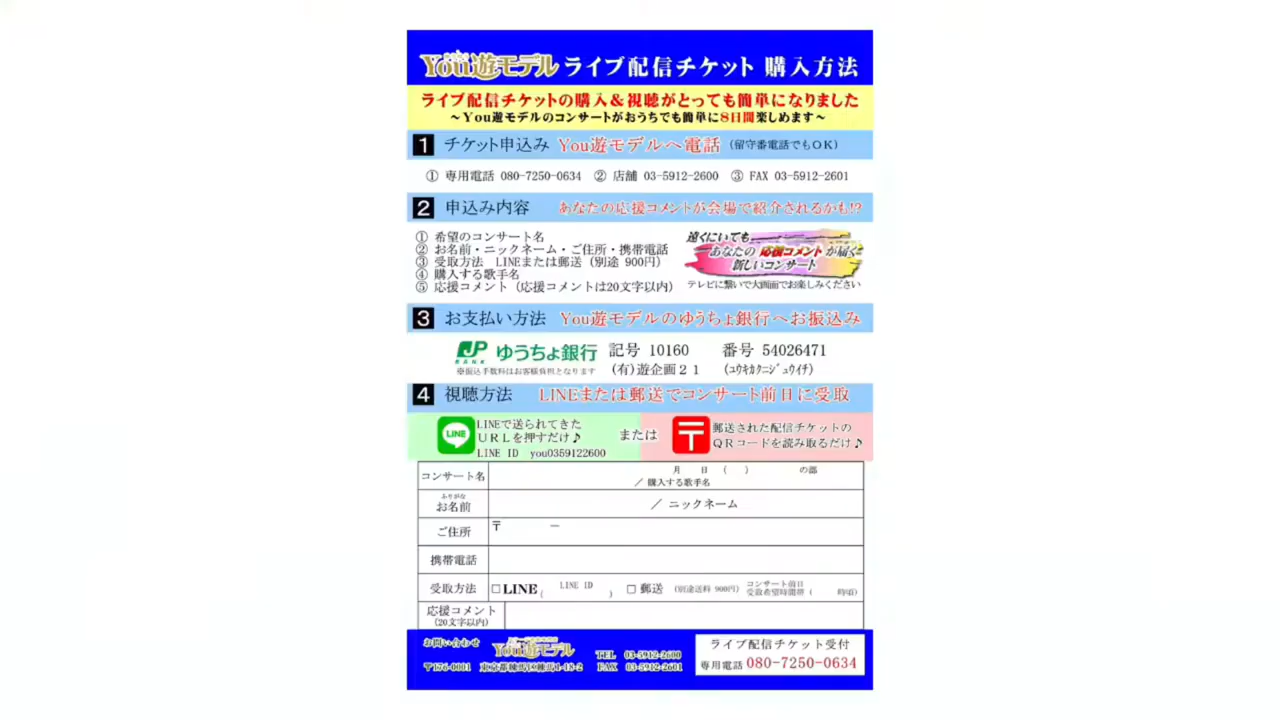 You遊モデル ライブ配信チケット 購入方法
ライブ配信チケットの購入＆視聴がとっても簡単になりました
～You遊モデルのコンサートがおうちでも簡単に8日間楽しめます～
1 チケット申込み You遊モデルへ電話 (留守番電話でもOK)
① 専用電話 080-7250-0634 ② 店舗 03-5912-2600 ③ FAX 03-5912-2601
2 申込み内容 あなたの応援コメントが会場で紹介されるかも!?
① 希望のコンサート名
② お名前・ニックネーム・ご住所・携帯電話
③ 受取方法 LINEまたは郵送 (別途 900円)
④ 購入する歌手名
⑤ 応援コメント (応援コメントは20文字以内)
遠くにいても
あなたの 応援コメント が届く
新しいコンサート
テレビに繋いで大画面でお楽しみください
3 お支払い方法 You遊モデルのゆうちょ銀行へお振込み
JP BANK ゆうちょ銀行 記号 10160 番号 54026471
※振込手数料はお客様負担となります (有)遊企画21 (ユウキカクニジュウイチ)
4 視聴方法 LINEまたは郵送でコンサート前日に受取
LINE LINEで送られてきた
URLを押すだけ♪
LINE ID you0359122600
または
〒 郵送された配信チケットの
QRコードを読み取るだけ♪
コンサート名 月 日 ( ) の部
／購入する歌手名
ふりがな
お名前 ／ ニックネーム
ご住所 〒 －
携帯電話
受取方法 □LINE( LINE ID ) □ 郵送 (別途送料 900円) コンサート前日
受取希望時間帯 ( 時頃)
応援コメント
(20文字以内)
お問い合わせ You遊モデル TEL 03-5912-2600
〒176-0001 東京都練馬区練馬1-18-2 FAX 03-5912-2601
ライブ配信チケット受付
専用電話 080-7250-0634